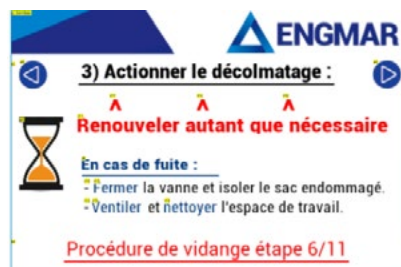 ENGMAR
3) Actionner le décolmatage :
Renouveler autant que nécessaire
En cas de fuite :
- Fermer la vanne et isoler le sac endommagé.
- Ventiler et nettoyer l'espace de travail.
Procédure de vidange étape 6/11